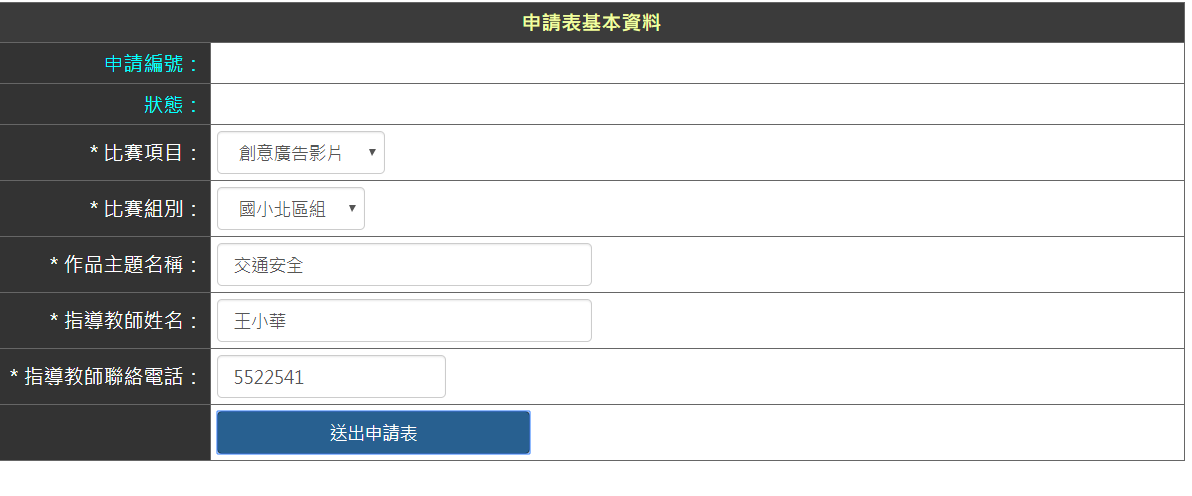 申請表基本資料
申請編號：
狀態：
* 比賽項目： 創意廣告影片
* 比賽組別： 國小北區組
* 作品主題名稱： 交通安全
* 指導教師姓名： 王小華
* 指導教師聯絡電話： 5522541
送出申請表